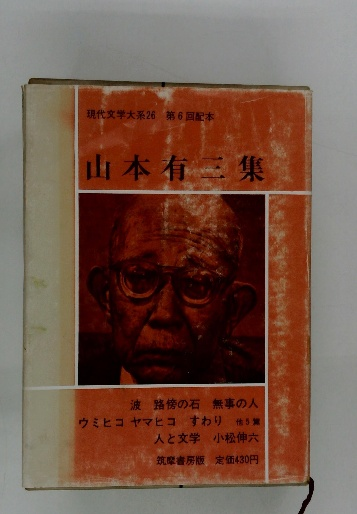 現代文学大系26 第6回配本
山本有三集
波 路傍の石 無事の人
ウミヒコ ヤマヒコ すわり 他5篇
人と文学 小松伸六
筑摩書房版 定価430円